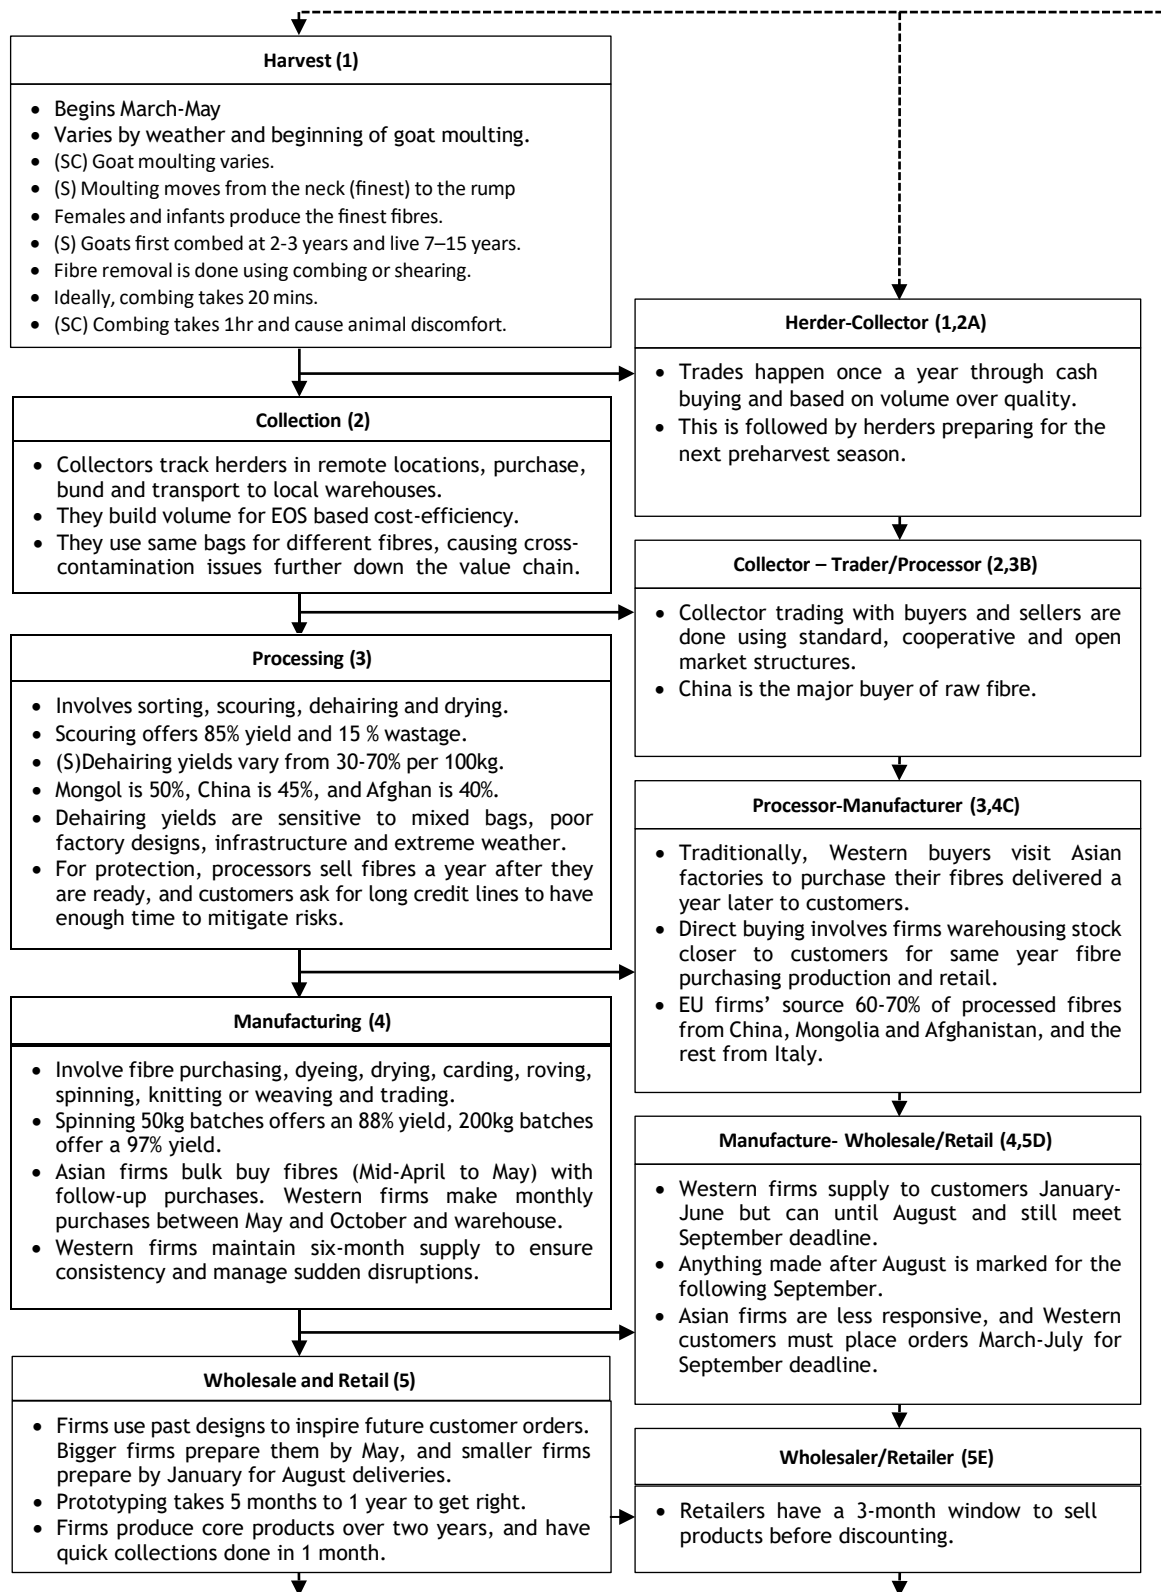 Harvest (1)
• Begins March-May
• Varies by weather and beginning of goat moulting.
• (SC) Goat moulting varies.
• (S) Moulting moves from the neck (finest) to the rump
• Females and infants produce the finest fibres.
• (S) Goats first combed at 2-3 years and live 7–15 years.
• Fibre removal is done using combing or shearing.
• Ideally, combing takes 20 mins.
• (SC) Combing takes 1hr and cause animal discomfort.
Herder-Collector (1,2A)
• Trades happen once a year through cash
buying and based on volume over quality.
• This is followed by herders preparing for the
next preharvest season.
Collection (2)
• Collectors track herders in remote locations, purchase,
bund and transport to local warehouses.
• They build volume for EOS based cost-efficiency.
• They use same bags for different fibres, causing cross-
contamination issues further down the value chain.
Collector – Trader/Processor (2,3B)
• Collector trading with buyers and sellers are
done using standard, cooperative and open
market structures.
• China is the major buyer of raw fibre.
Processing (3)
• Involves sorting, scouring, dehairing and drying.
• Scouring offers 85% yield and 15 % wastage.
• (S)Dehairing yields vary from 30-70% per 100kg.
• Mongol is 50%, China is 45%, and Afghan is 40%.
• Dehairing yields are sensitive to mixed bags, poor
factory designs, infrastructure and extreme weather.
• For protection, processors sell fibres a year after they
are ready, and customers ask for long credit lines to have
enough time to mitigate risks.
Processor-Manufacturer (3,4C)
• Traditionally, Western buyers visit Asian
factories to purchase their fibres delivered a
year later to customers.
• Direct buying involves firms warehousing stock
closer to customers for same year fibre
purchasing production and retail.
• EU firms’ source 60-70% of processed fibres
from China, Mongolia and Afghanistan, and the
rest from Italy.
Manufacturing (4)
• Involve fibre purchasing, dyeing, drying, carding, roving,
spinning, knitting or weaving and trading.
• Spinning 50kg batches offers an 88% yield, 200kg batches
offer a 97% yield.
• Asian firms bulk buy fibres (Mid-April to May) with
follow-up purchases. Western firms make monthly
purchases between May and October and warehouse.
• Western firms maintain six-month supply to ensure
consistency and manage sudden disruptions.
Manufacture- Wholesale/Retail (4,5D)
• Western firms supply to customers January-
June but can until August and still meet
September deadline.
• Anything made after August is marked for the
following September.
• Asian firms are less responsive, and Western
customers must place orders March-July for
September deadline.
Wholesale and Retail (5)
• Firms use past designs to inspire future customer orders.
Bigger firms prepare them by May, and smaller firms
prepare by January for August deliveries.
• Prototyping takes 5 months to 1 year to get right.
• Firms produce core products over two years, and have
quick collections done in 1 month.
Wholesaler/Retailer (5E)
• Retailers have a 3-month window to sell
products before discounting.